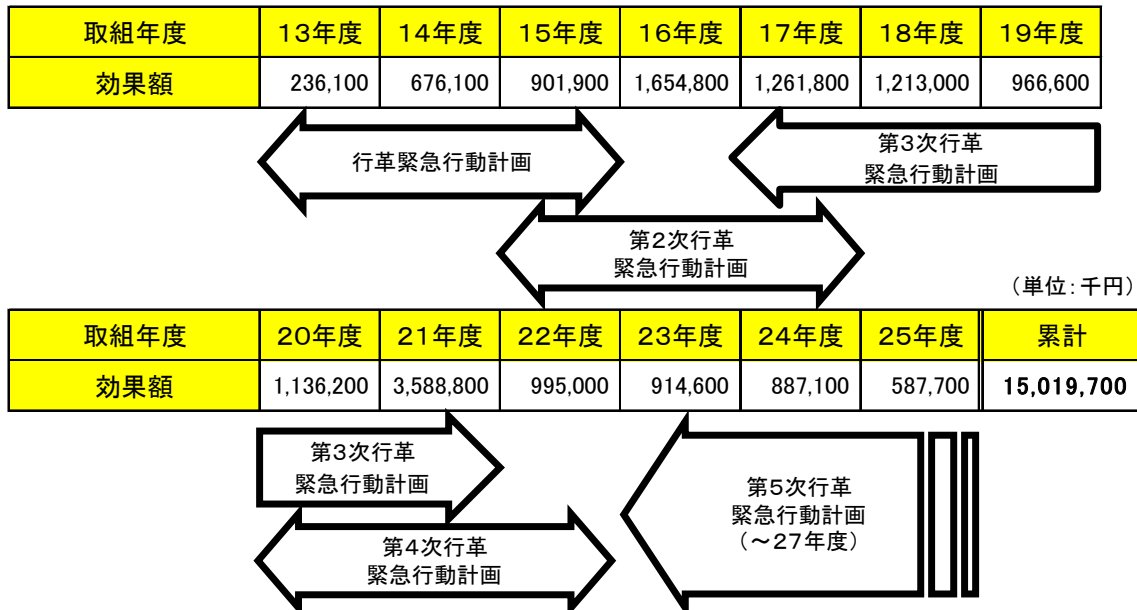 取組年度 13年度 14年度 15年度 16年度 17年度 18年度 19年度
効果額 236,100 676,100 901,900 1,654,800 1,261,800 1,213,000 966,600
行革緊急行動計画
第3次行革
緊急行動計画
第2次行革
緊急行動計画
（単位：千円）
取組年度 20年度 21年度 22年度 23年度 24年度 25年度 累計
効果額 1,136,200 3,588,800 995,000 914,600 887,100 587,700 15,019,700
第3次行革
緊急行動計画
第4次行革
緊急行動計画
第5次行革
緊急行動計画
（～27年度）